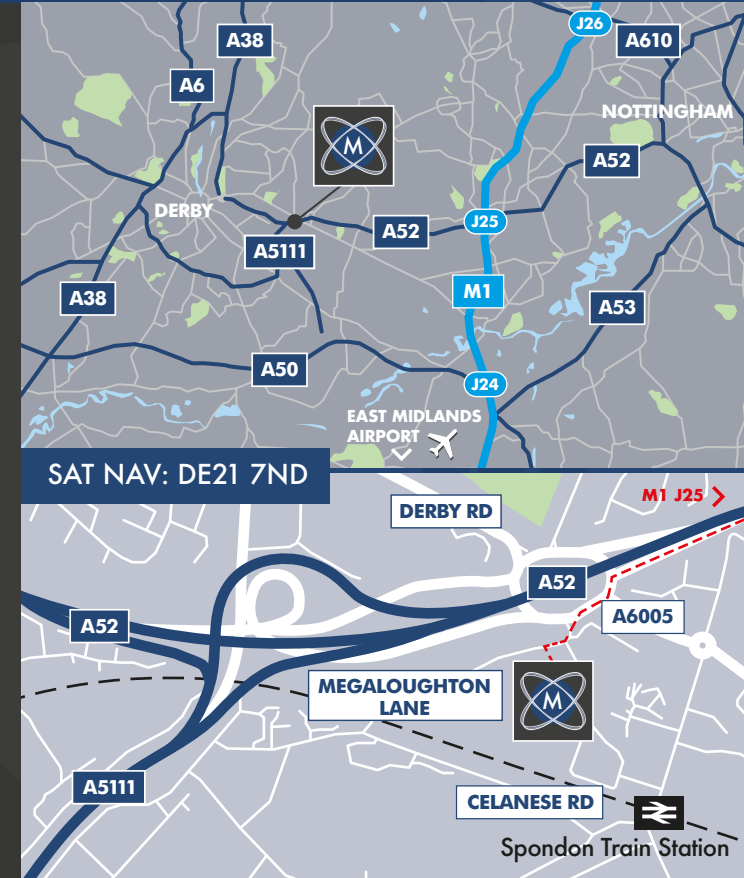 J26
A38
A610
A6
NOTTINGHAM
M
A52
DERBY
J25
A52
A5111
M1
A38
A53
A50
J24
EAST MIDLANDS
AIRPORT
SAT NAV: DE21 7ND
M1 J25
DERBY RD
A52
A6005
A52
MEGALOUGHTON
LANE
M
A5111
CELANESE RD
Spondon Train Station